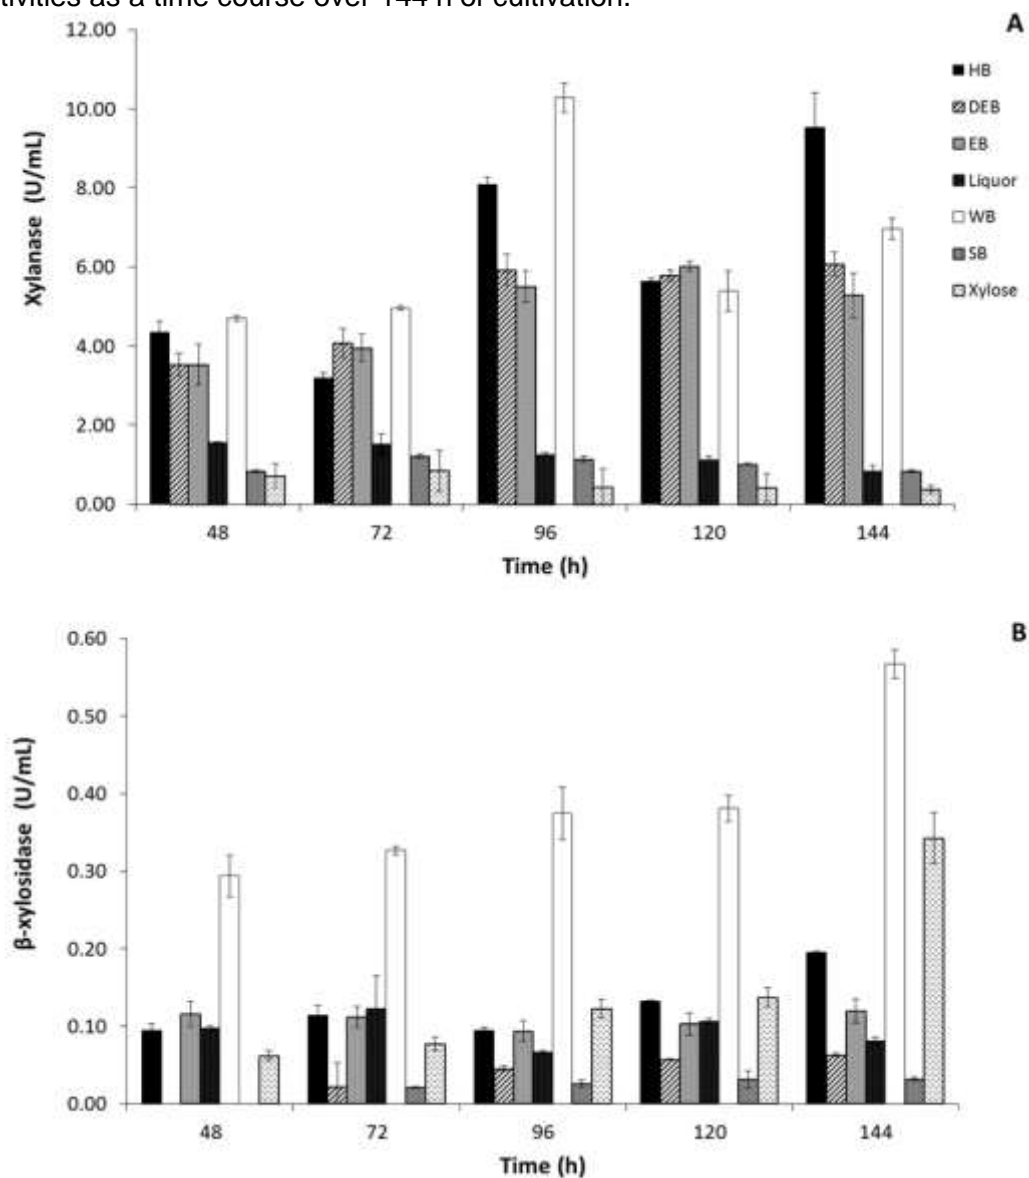 tivities as a time course over 144 h of cultivation.
A
12.00
10.00
8.00
6.00
4.00
2.00
0.00
Xylanase (U/mL)
HB
DEB
EB
Liquor
WB
SB
Xylose
48 72 96 120 144
Time (h)
B
0.60
0.50
0.40
0.30
0.20
0.10
0.00
β-xylosidase (U/mL)
48 72 96 120 144
Time (h)